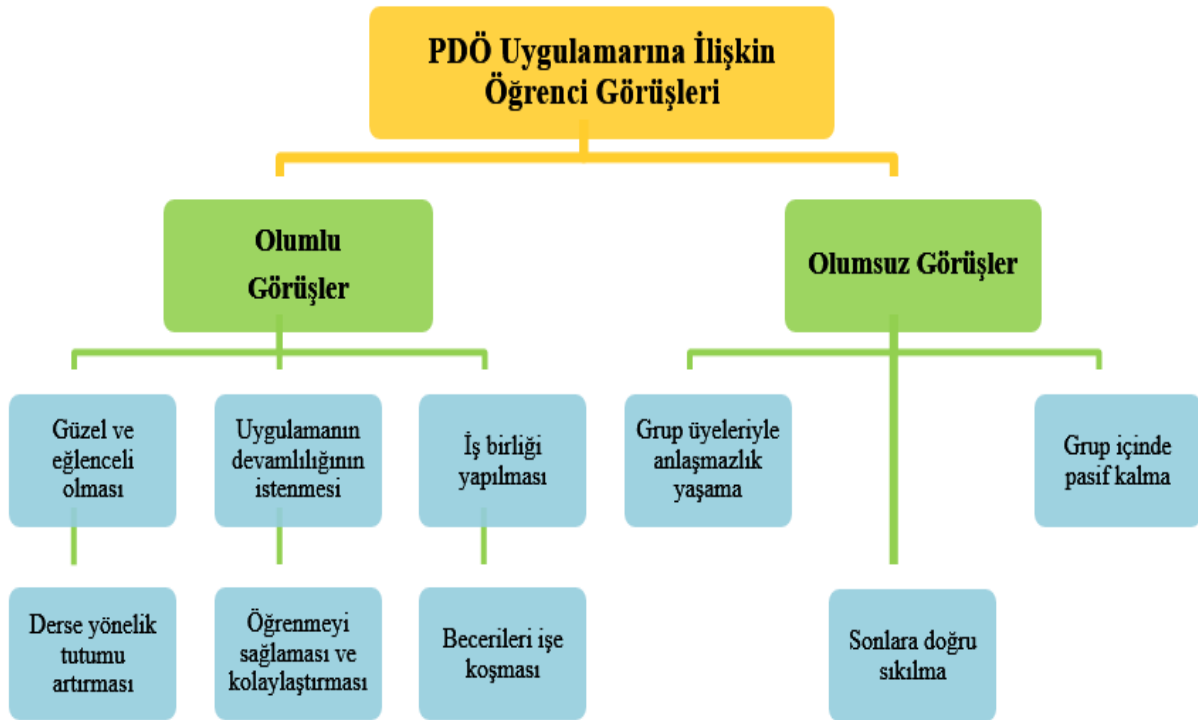 PDÖ Uygulamarına İlişkin
Öğrenci Görüşleri
Olumlu
Görüşler
Olumsuz Görüşler
Güzel ve
eğlenceli
olması
Uygulamanın
devamlılığının
istenmesi
İş birliği
yapılması
Grup üyeleriyle
anlaşmazlık
yaşama
Grup içinde
pasif kalma
Derse yönelik
tutumu
artırması
Öğrenmeyi
sağlaması ve
kolaylaştırması
Becerileri işe
koşması
Sonlara doğru
sıkılma